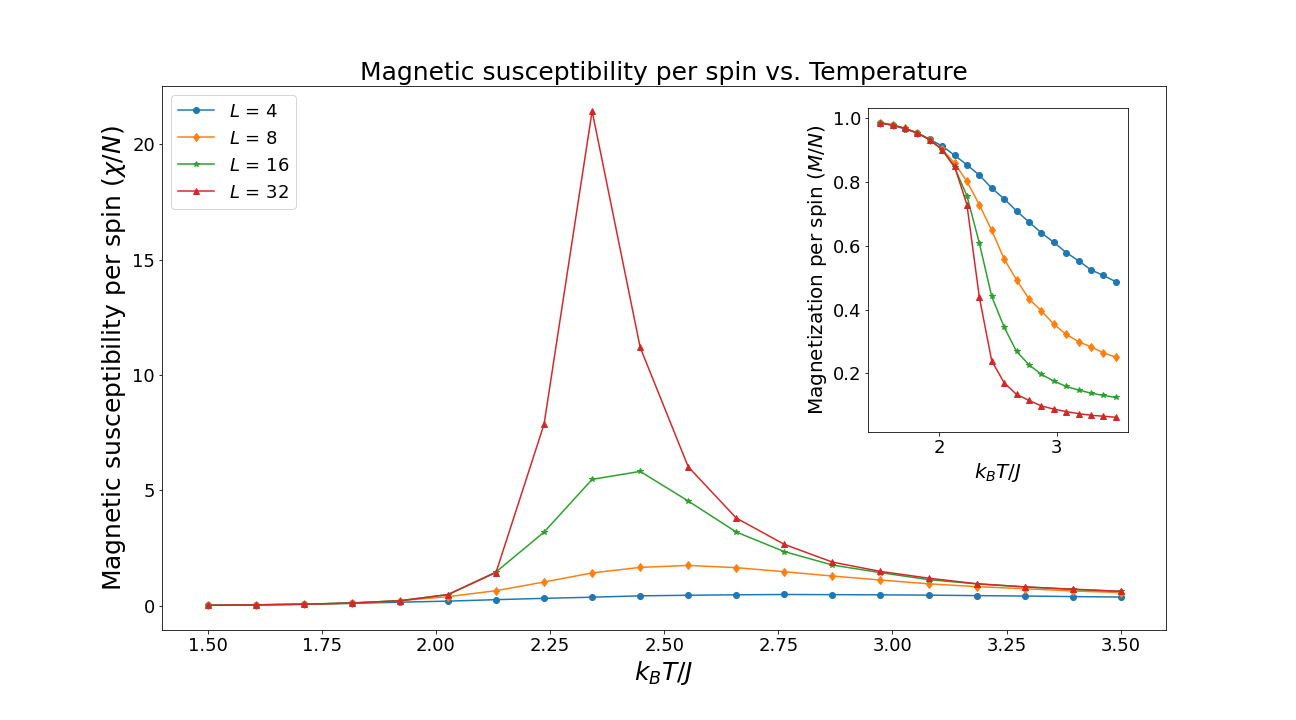 Magnetic susceptibility per spin vs. Temperature
Magnetic susceptibility per spin (χ/N)
20
15
10
5
0
L = 4
L = 8
L = 16
L = 32
1.50 1.75 2.00 2.25 2.50 2.75 3.00 3.25 3.50
k_BT/J
Magnetization per spin (M/N)
1.0
0.8
0.6
0.4
0.2
2 3
k_BT/J